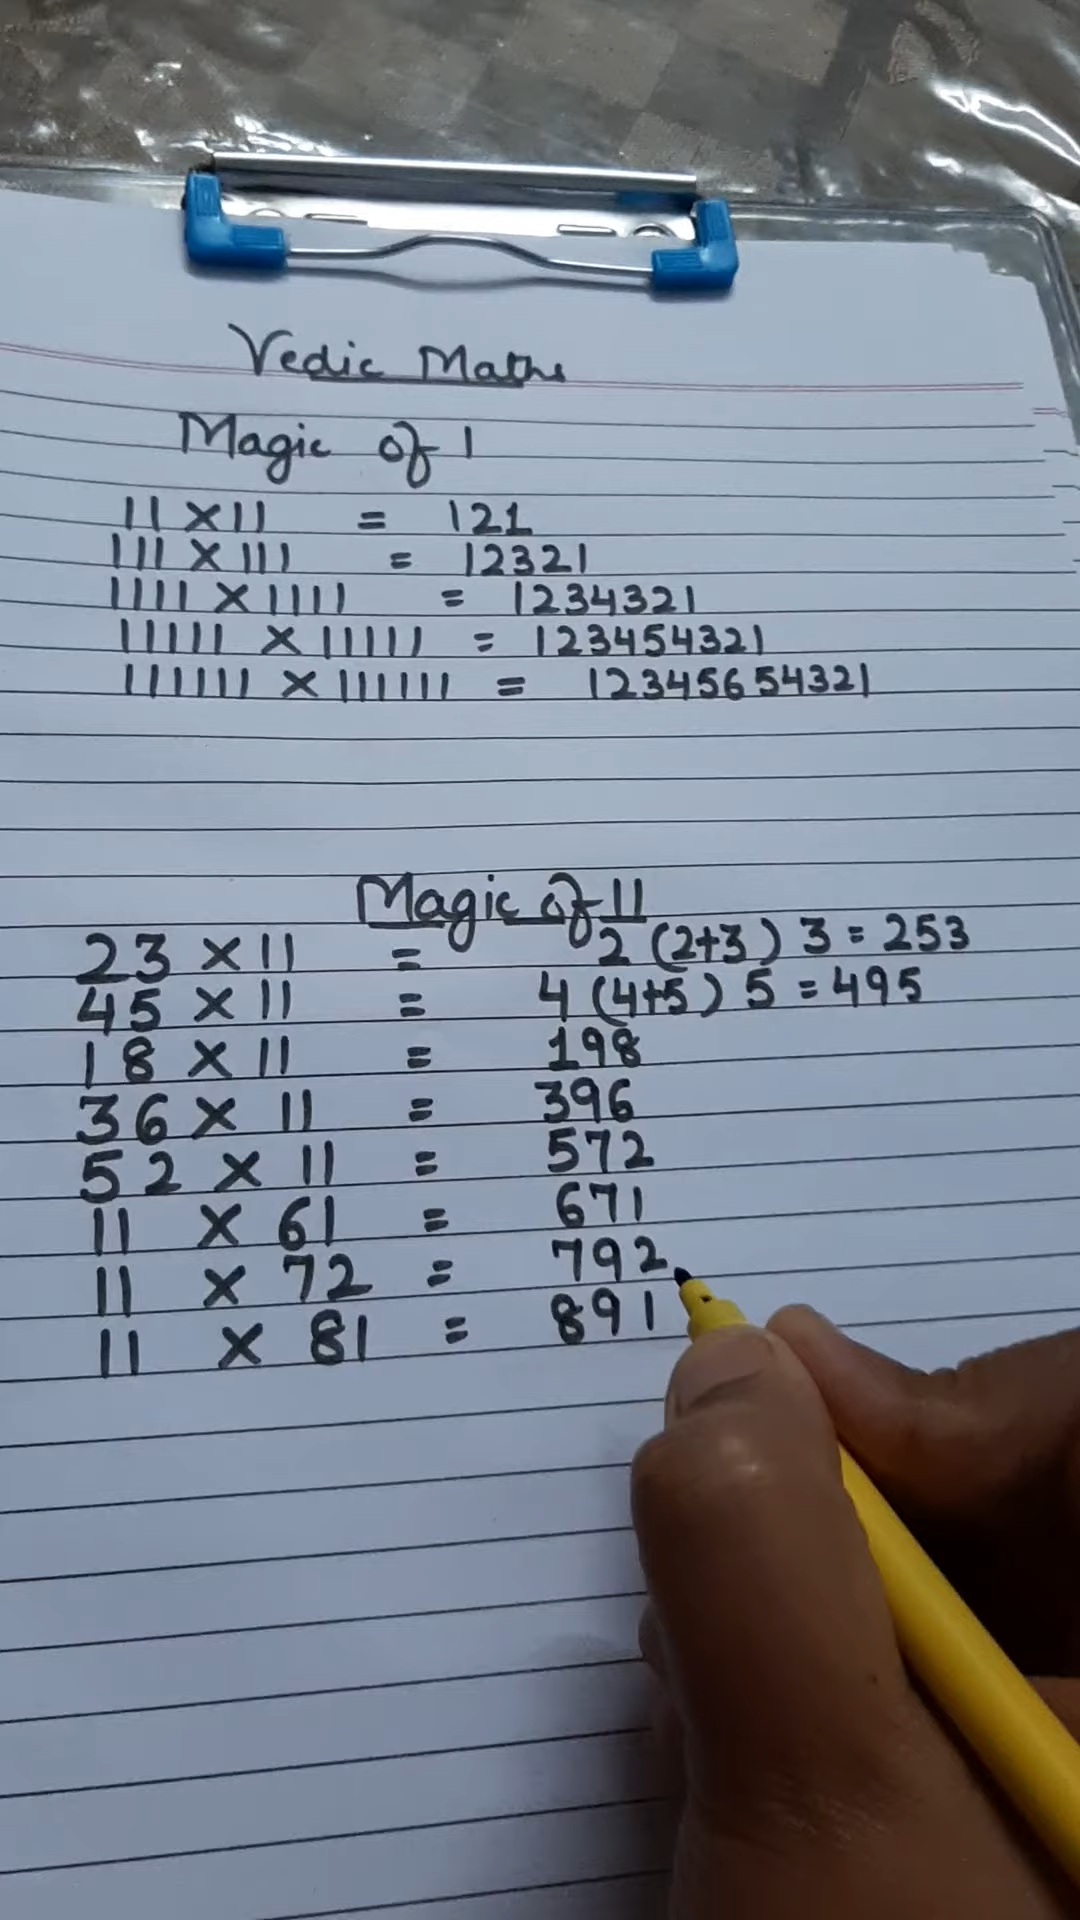 Vedic Maths
Magic of 1
11 × 11 = 121
111 × 111 = 12321
1111 × 1111 = 1234321
11111 × 11111 = 123454321
111111 × 111111 = 12345654321
Magic of 11
23 × 11 = 2 (2+3) 3 = 253
45 × 11 = 4 (4+5) 5 = 495
18 × 11 = 198
36 × 11 = 396
52 × 11 = 572
11 × 61 = 671
11 × 72 = 792
11 × 81 = 891